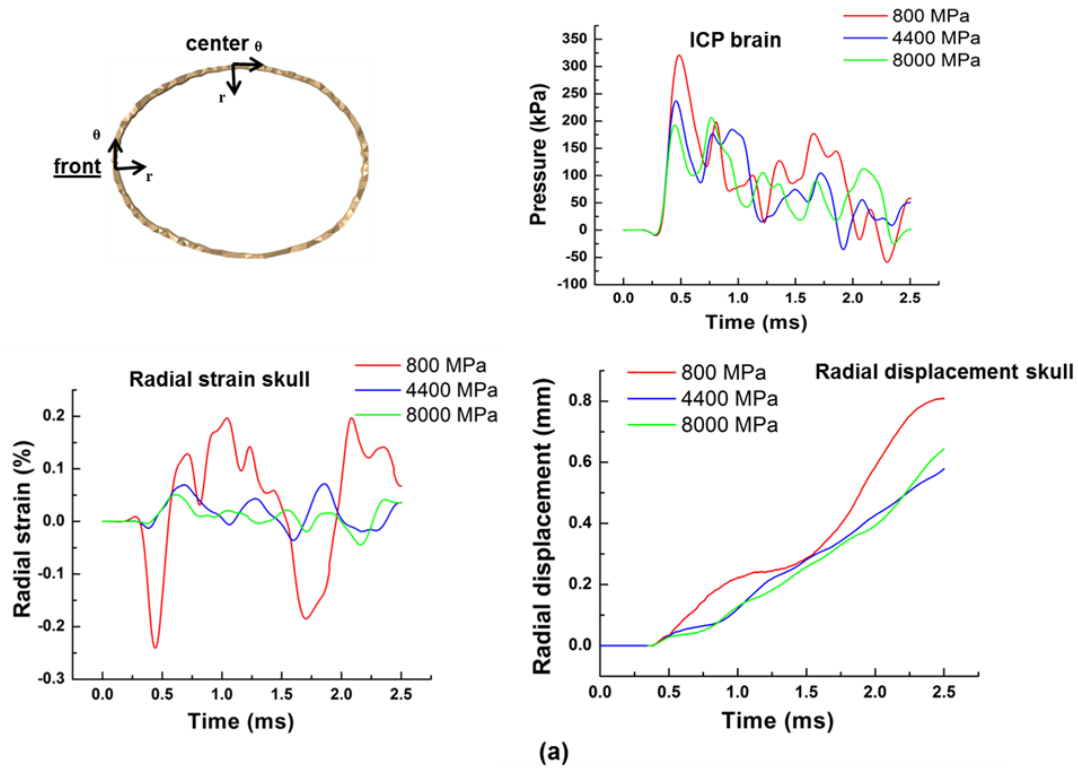 center θ
r
θ
front
r
ICP brain
800 MPa
4400 MPa
8000 MPa
Pressure (kPa)
350
300
250
200
150
100
50
0
-50
-100
0.0 0.5 1.0 1.5 2.0 2.5
Time (ms)
Radial strain skull
800 MPa
4400 MPa
8000 MPa
Radial strain (%)
0.2
0.1
0.0
-0.1
-0.2
-0.3
0.0 0.5 1.0 1.5 2.0 2.5
Time (ms)
800 MPa
4400 MPa
8000 MPa
Radial displacement skull
Radial displacement (mm)
0.8
0.6
0.4
0.2
0.0
0.0 0.5 1.0 1.5 2.0 2.5
Time (ms)
(a)